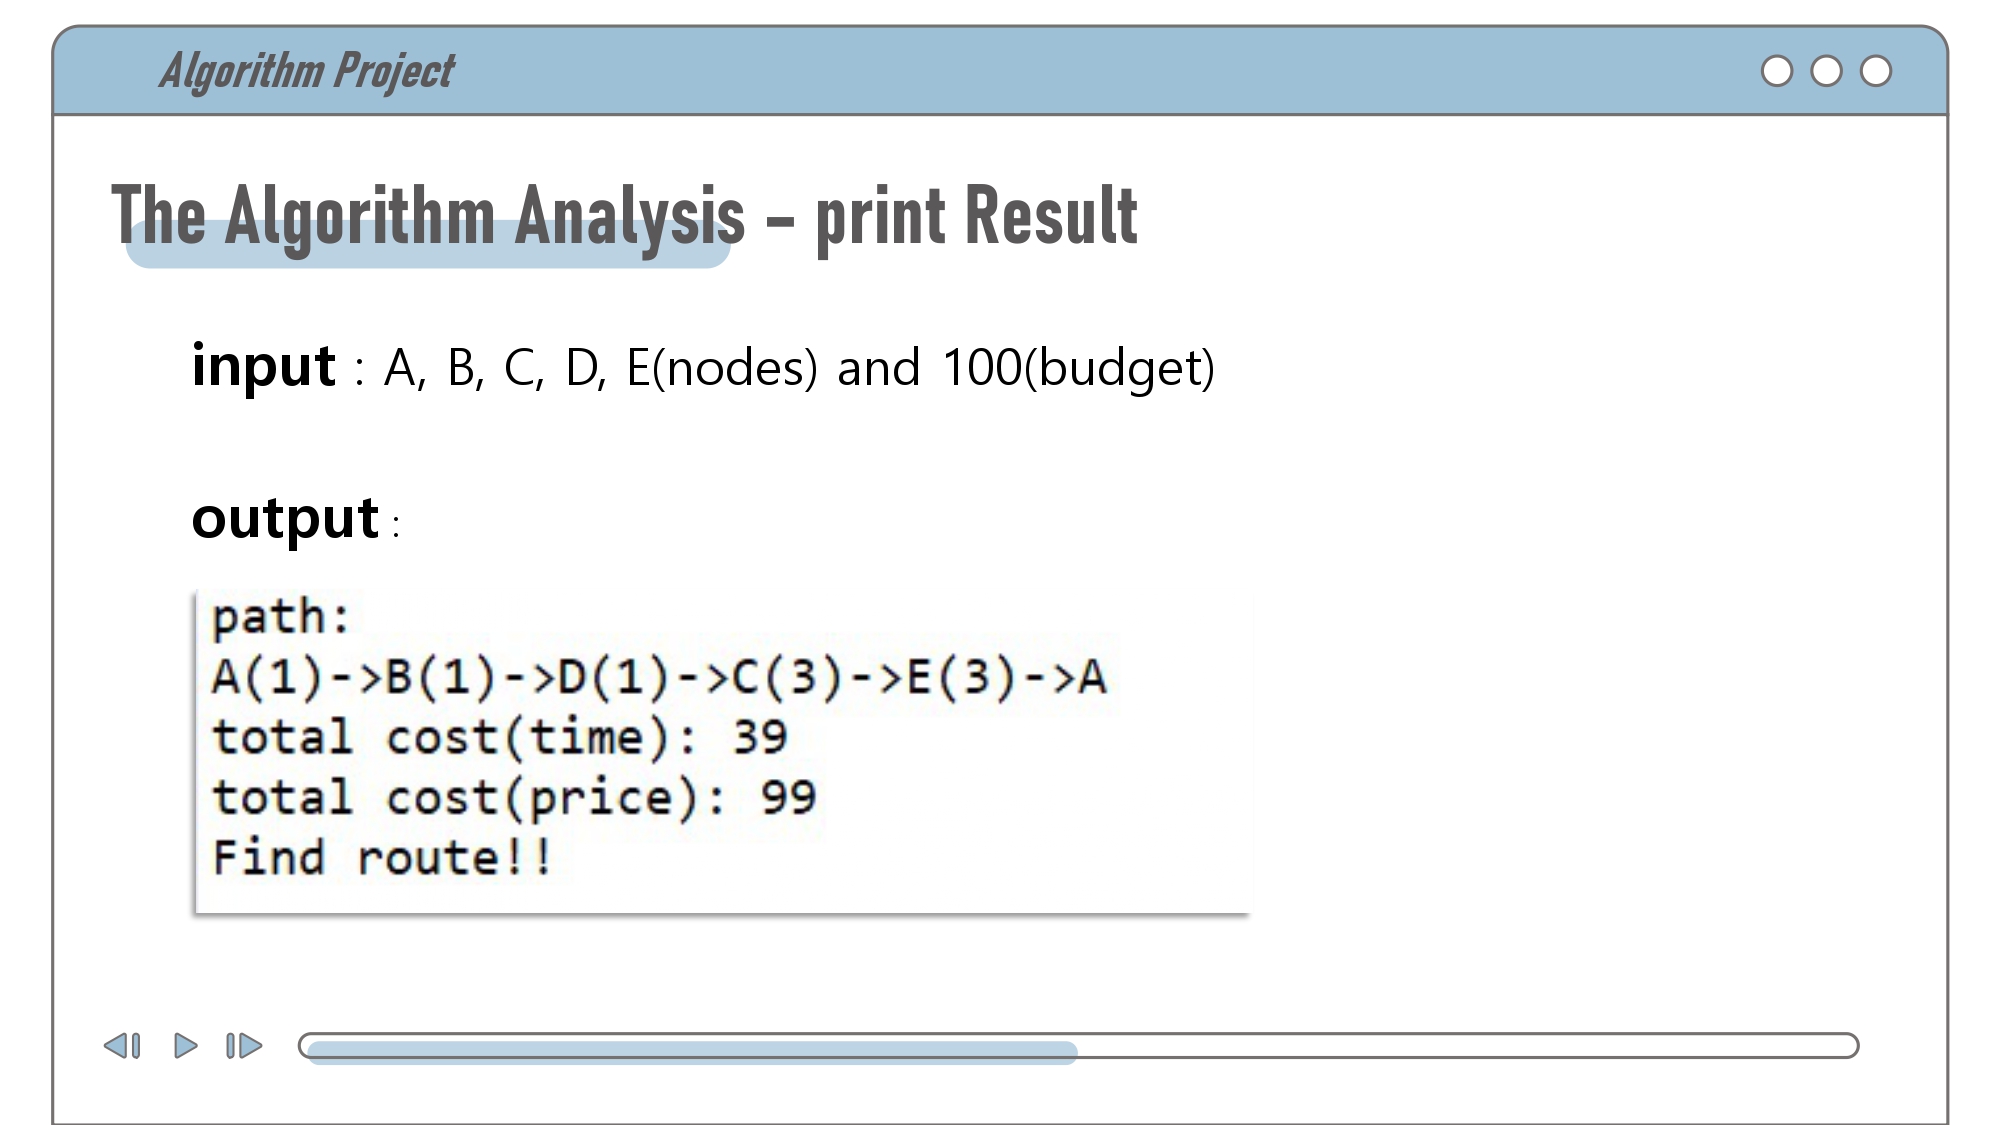 Algorithm Project
The Algorithm Analysis – print Result
input : A, B, C, D, E(nodes) and 100(budget)
output :
path:
A(1)->B(1)->D(1)->C(3)->E(3)->A
total cost(time): 39
total cost(price): 99
Find route!!